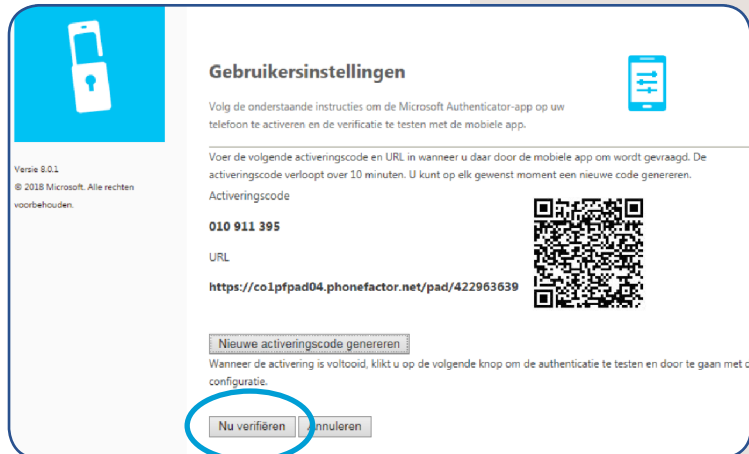 Gebruikersinstellingen
Volg de onderstaande instructies om de Microsoft Authenticator-app op uw
telefoon te activeren en de verificatie te testen met de mobiele app.
Versie 8.0.1
© 2018 Microsoft. Alle rechten
voorbehouden.
Voer de volgende activeringscode en URL in wanneer u daar door de mobiele app om wordt gevraagd. De
activeringscode verloopt over 10 minuten. U kunt op elk gewenst moment een nieuwe code genereren.
Activeringscode
010 911 395
URL
https://co1pfpad04.phonefactor.net/pad/422963639
Nieuwe activeringscode genereren
Wanneer de activering is voltooid, klikt u op de volgende knop om de authenticatie te testen en door te gaan met
configuratie.
Nu verifiëren
Annuleren